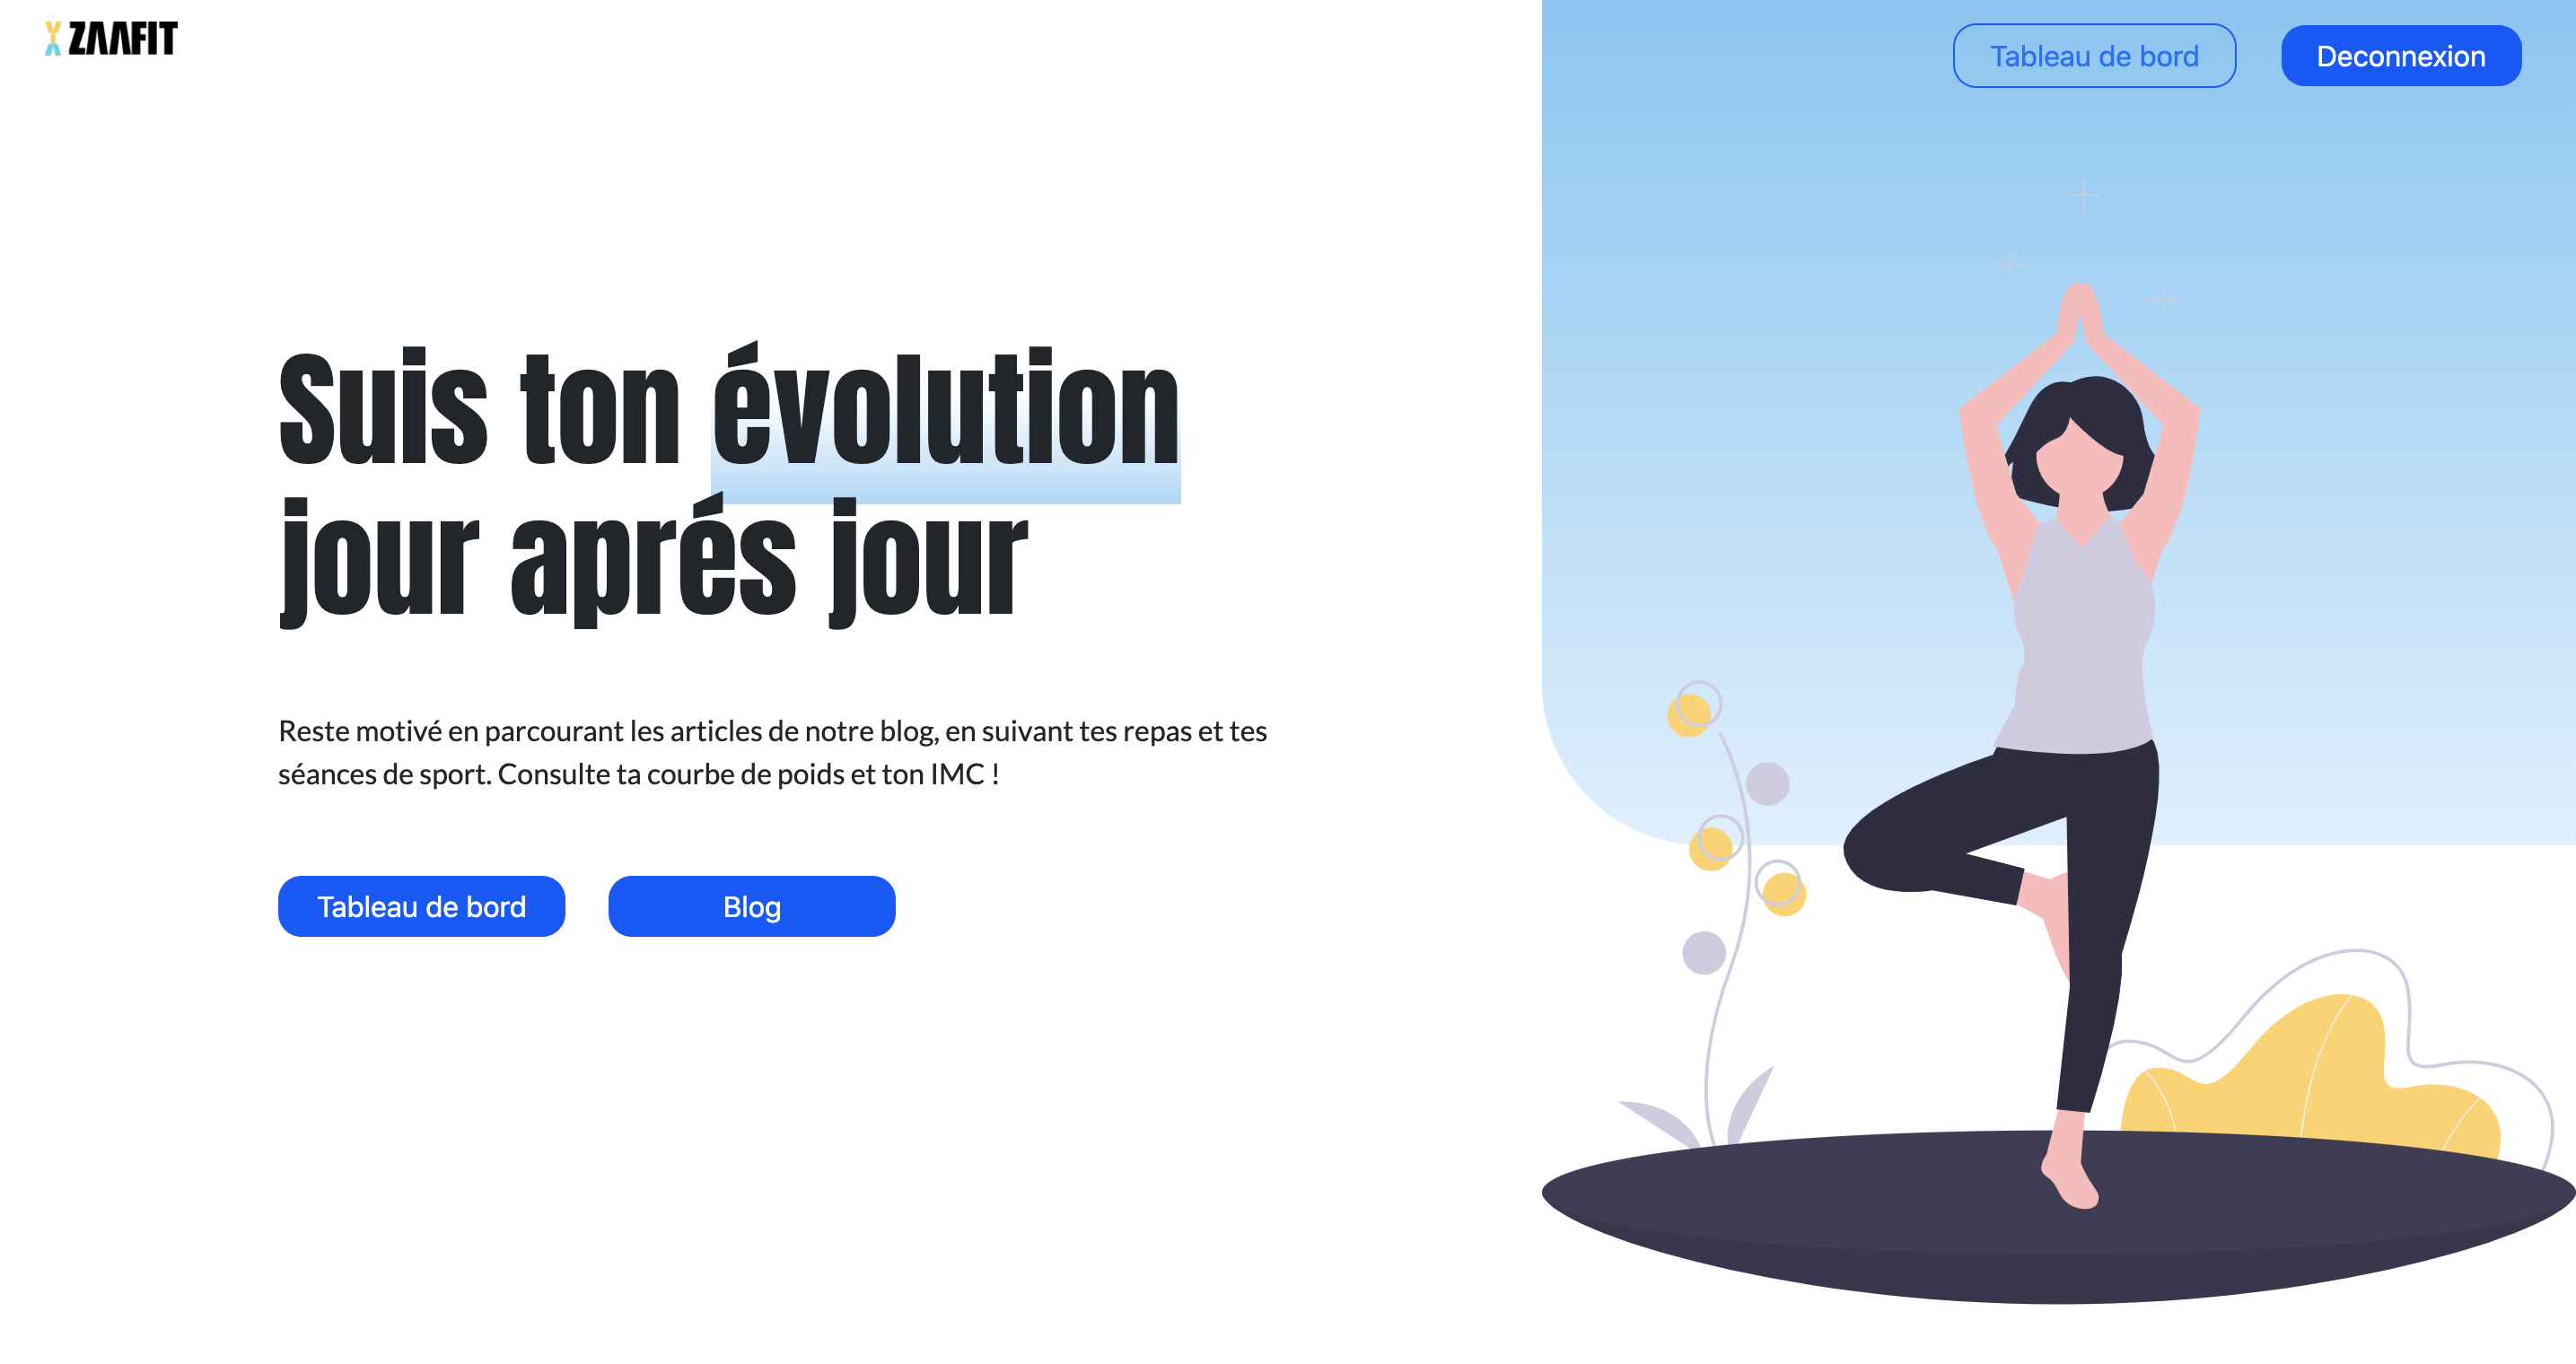 ZAAFIT
Tableau de bord
Deconnexion
Suis ton évolution
jour aprés jour
Reste motivé en parcourant les articles de notre blog, en suivant tes repas et tes
séances de sport. Consulte ta courbe de poids et ton IMC !
Tableau de bord
Blog